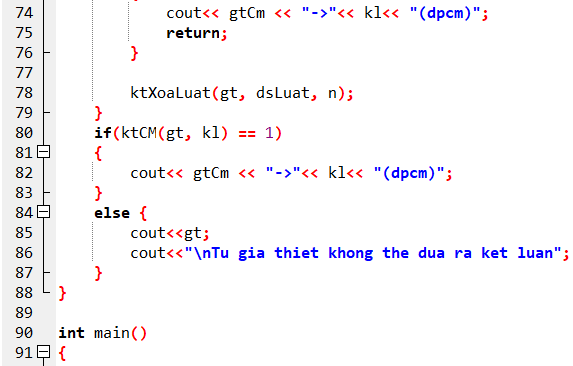 74 cout<< gtCm << "->"<< kl<< "(dpcm)";
75 return;
76 }
77
78 ktXoaLuat(gt, dsLuat, n);
79 }
80 if(ktCM(gt, kl) == 1)
81 {
82 cout<< gtCm << "->"<< kl<< "(dpcm)";
83 }
84 else {
85 cout<<gt;
86 cout<<"\nTu gia thiet khong the dua ra ket luan";
87 }
88 }
89
90 int main()
91 {